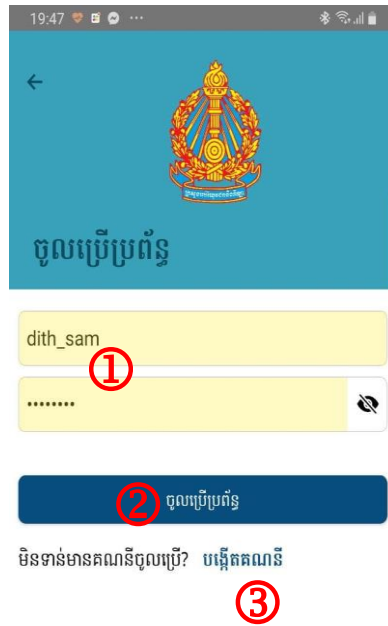 19:47
ចូលប្រើប្រព័ន្ធ
dith_sam
①
••••••••
② ចូលប្រើប្រព័ន្ធ
មិនទាន់មានគណនីចូលប្រើ? បង្កើតគណនី
③